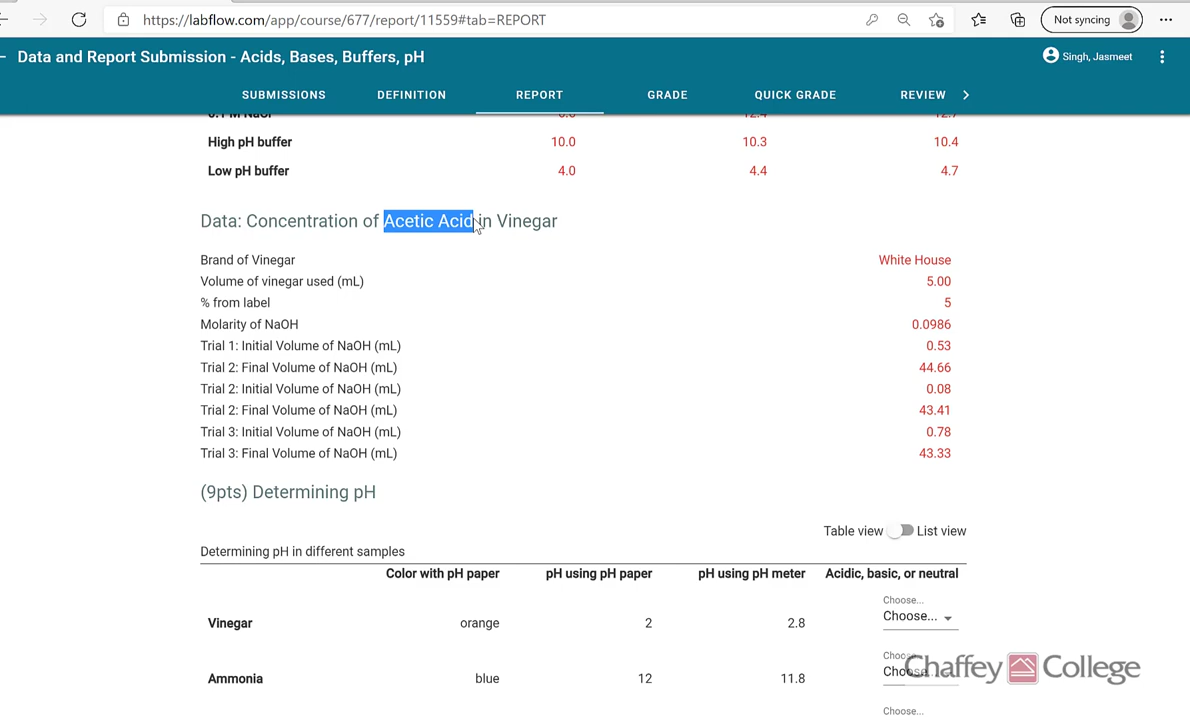 https://labflow.com/app/course/677/report/11559#tab=REPORT
Not syncing
Data and Report Submission - Acids, Bases, Buffers, pH
Singh, Jasmeet
SUBMISSIONS DEFINITION REPORT GRADE QUICK GRADE REVIEW
High pH buffer 10.0 10.3 10.4
Low pH buffer 4.0 4.4 4.7
Data: Concentration of Acetic Acid in Vinegar
Brand of Vinegar White House
Volume of vinegar used (mL) 5.00
% from label 5
Molarity of NaOH 0.0986
Trial 1: Initial Volume of NaOH (mL) 0.53
Trial 2: Final Volume of NaOH (mL) 44.66
Trial 2: Initial Volume of NaOH (mL) 0.08
Trial 2: Final Volume of NaOH (mL) 43.41
Trial 3: Initial Volume of NaOH (mL) 0.78
Trial 3: Final Volume of NaOH (mL) 43.33
(9pts) Determining pH
Table view List view
Determining pH in different samples
Color with pH paper pH using pH paper pH using pH meter Acidic, basic, or neutral
Choose...
Vinegar orange 2 2.8 Choose...
Ammonia blue 12 11.8
Chaffey College
Choose...